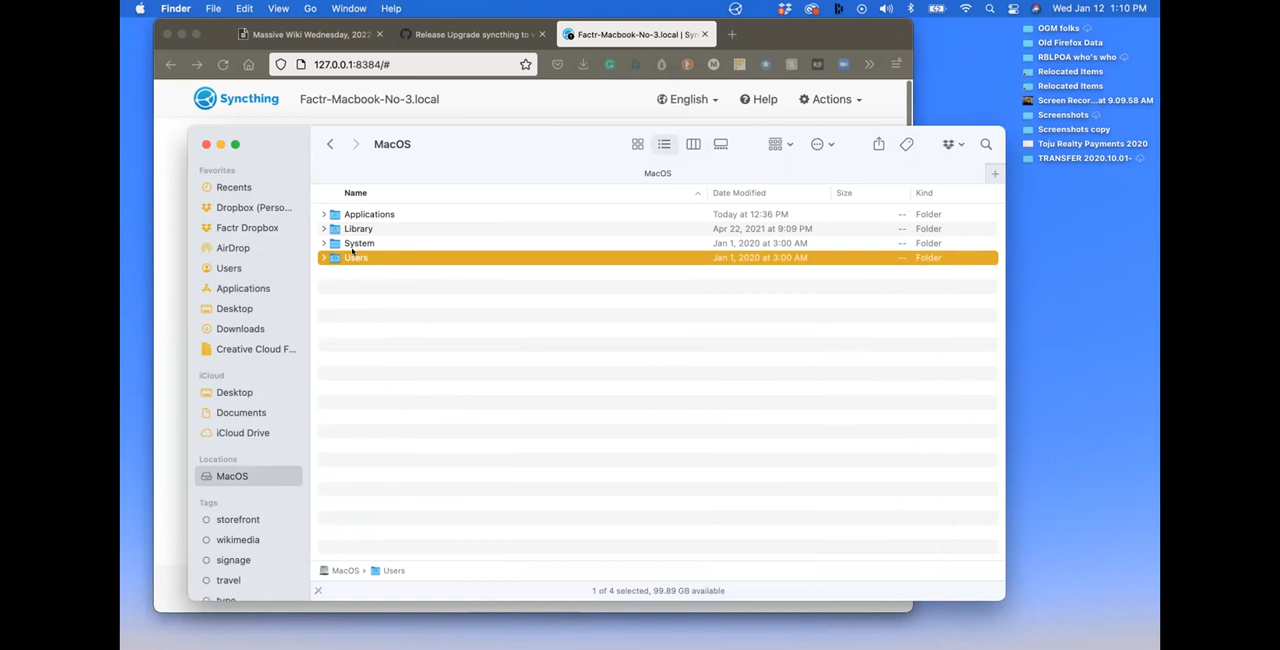 Finder File Edit View Go Window Help Wed Jan 12 1:10 PM
Massive Wiki Wednesday, 2022 Release Upgrade syncthing to v Factr-Macbook-No-3.local | Syn
127.0.0.1:8384/#
Syncthing Factr-Macbook-No-3.local English Help Actions
MacOS
MacOS
Name Date Modified Size Kind
Applications Today at 12:36 PM -- Folder
Library Apr 22, 2021 at 9:09 PM -- Folder
System Jan 1, 2020 at 3:00 AM -- Folder
Users Jan 1, 2020 at 3:00 AM -- Folder
Favorites
Recents
Dropbox (Perso...
Factr Dropbox
AirDrop
Users
Applications
Desktop
Downloads
Creative Cloud F...
iCloud
Desktop
Documents
iCloud Drive
Locations
MacOS
Tags
storefront
wikimedia
signage
travel
type
MacOS › Users
1 of 4 selected, 99.89 GB available
OGM folks
Old Firefox Data
RBLPOA who's who
Relocated Items
Relocated Items
Screen Recor...at 9.09.58 AM
Screenshots
Screenshots copy
Toju Realty Payments 2020
TRANSFER 2020.10.01-